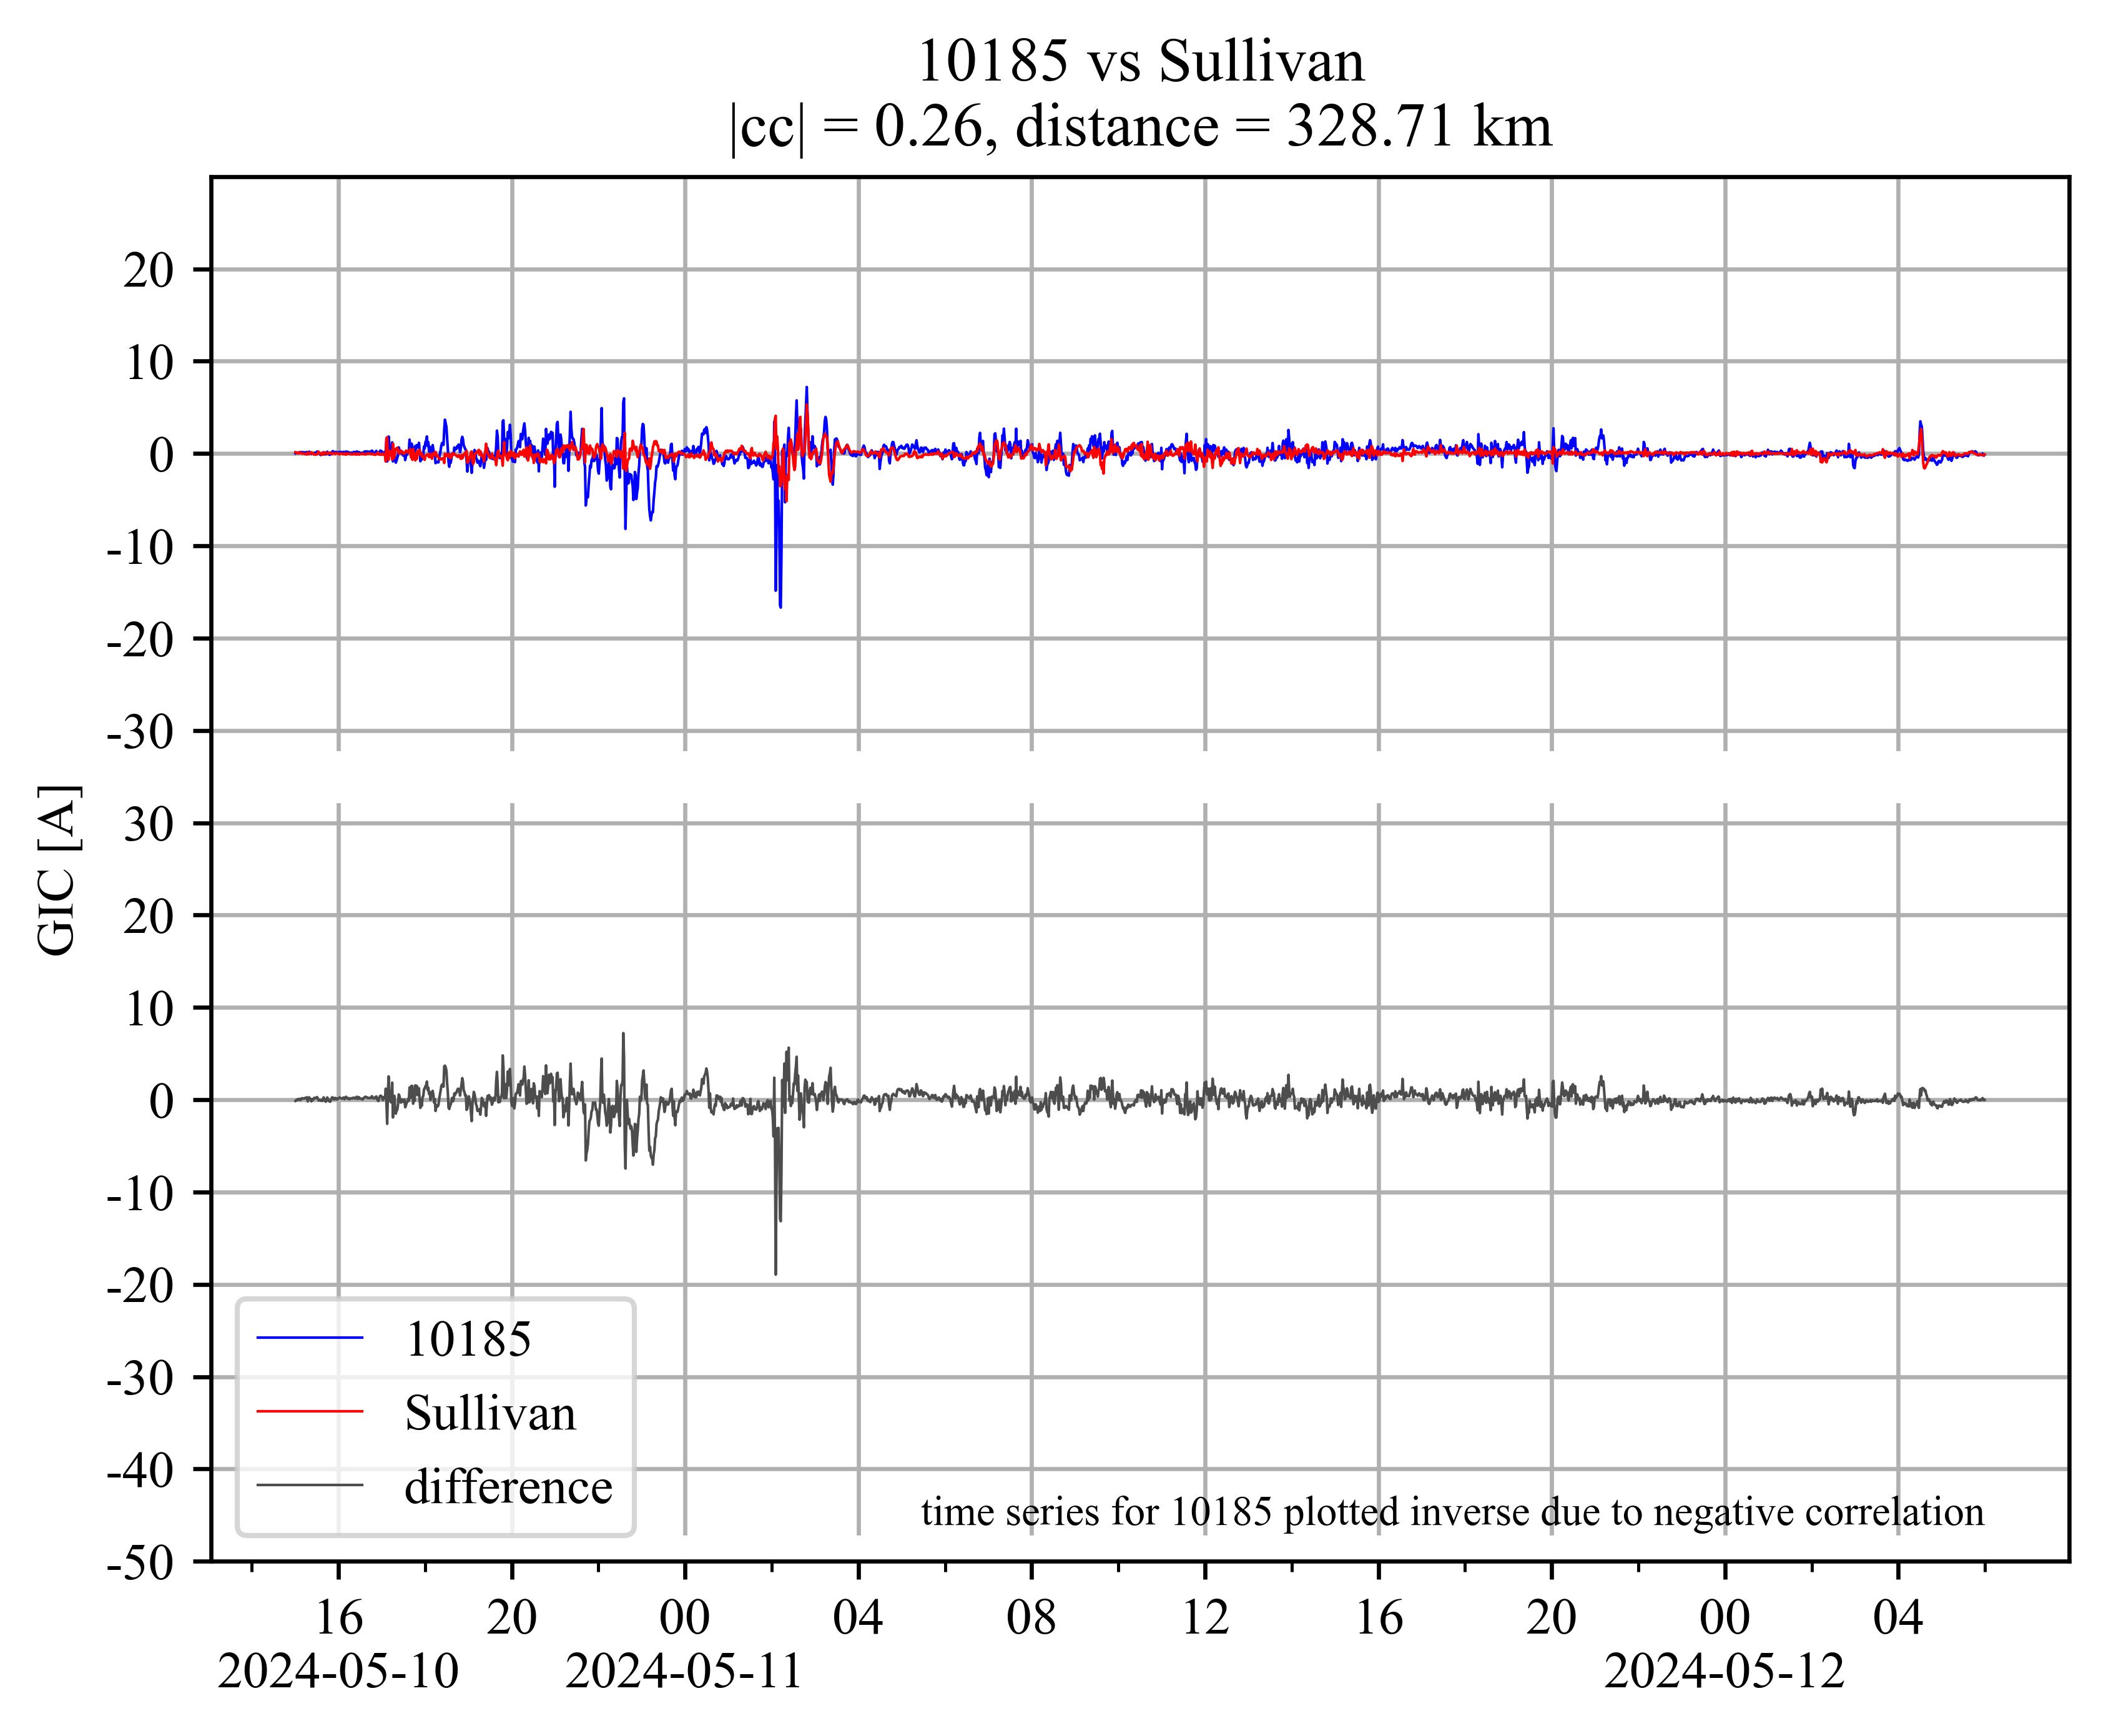 10185 vs Sullivan
|cc| = 0.26, distance = 328.71 km
GIC [A]
20
10
0
-10
-20
-30
30
20
10
0
-10
-20
-30
-40
-50
10185
Sullivan
difference
time series for 10185 plotted inverse due to negative correlation
16 20 00 04 08 12 16 20 00 04
2024-05-10 2024-05-11 2024-05-12